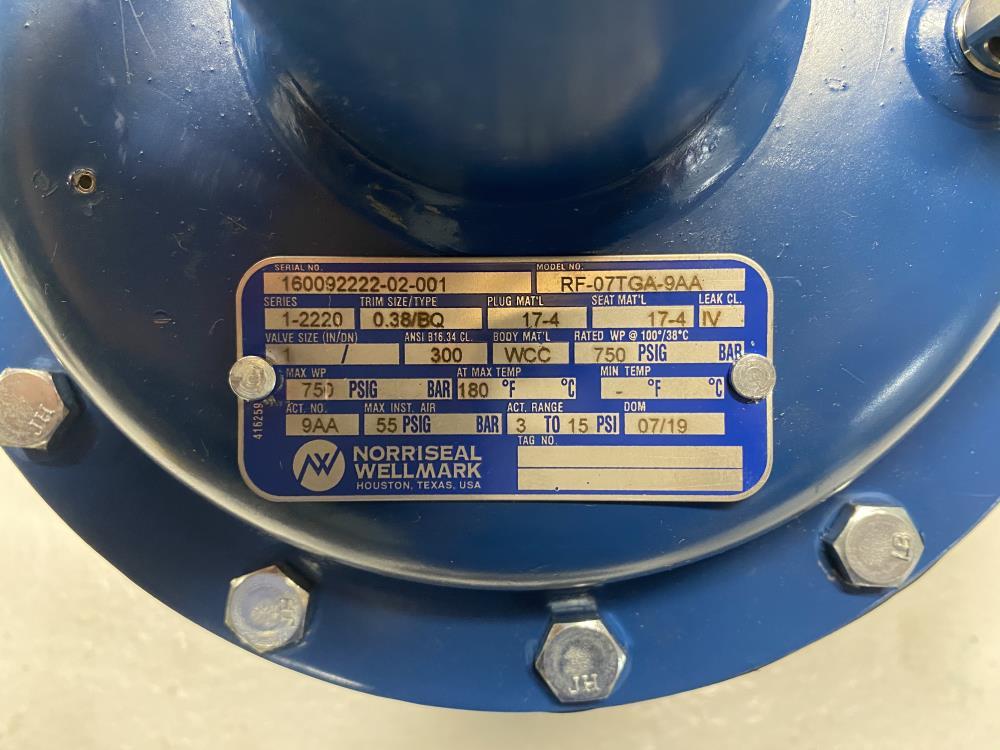 SERIAL NO. MODEL NO.
160092222-02-001 RF-07TGA-9AA
SERIES TRIM SIZE/TYPE PLUG MAT'L SEAT MAT'L LEAK CL.
1-2220 0.38/BQ 17-4 17-4 IV
VALVE SIZE (IN/DN) ANSI B16.34 CL. BODY MAT'L RATED WP @ 100°/38°C
1 / 300 WCC 750 PSIG BAR
MAX WP AT MAX TEMP MIN TEMP
750 PSIG BAR 180 °F °C - °F °C
ACT. NO. MAX INST. AIR ACT. RANGE DOM
9AA 55 PSIG BAR 3 TO 15 PSI 07/19
TAG NO.
NORRISEAL
WELLMARK
HOUSTON, TEXAS, USA
JH
JH